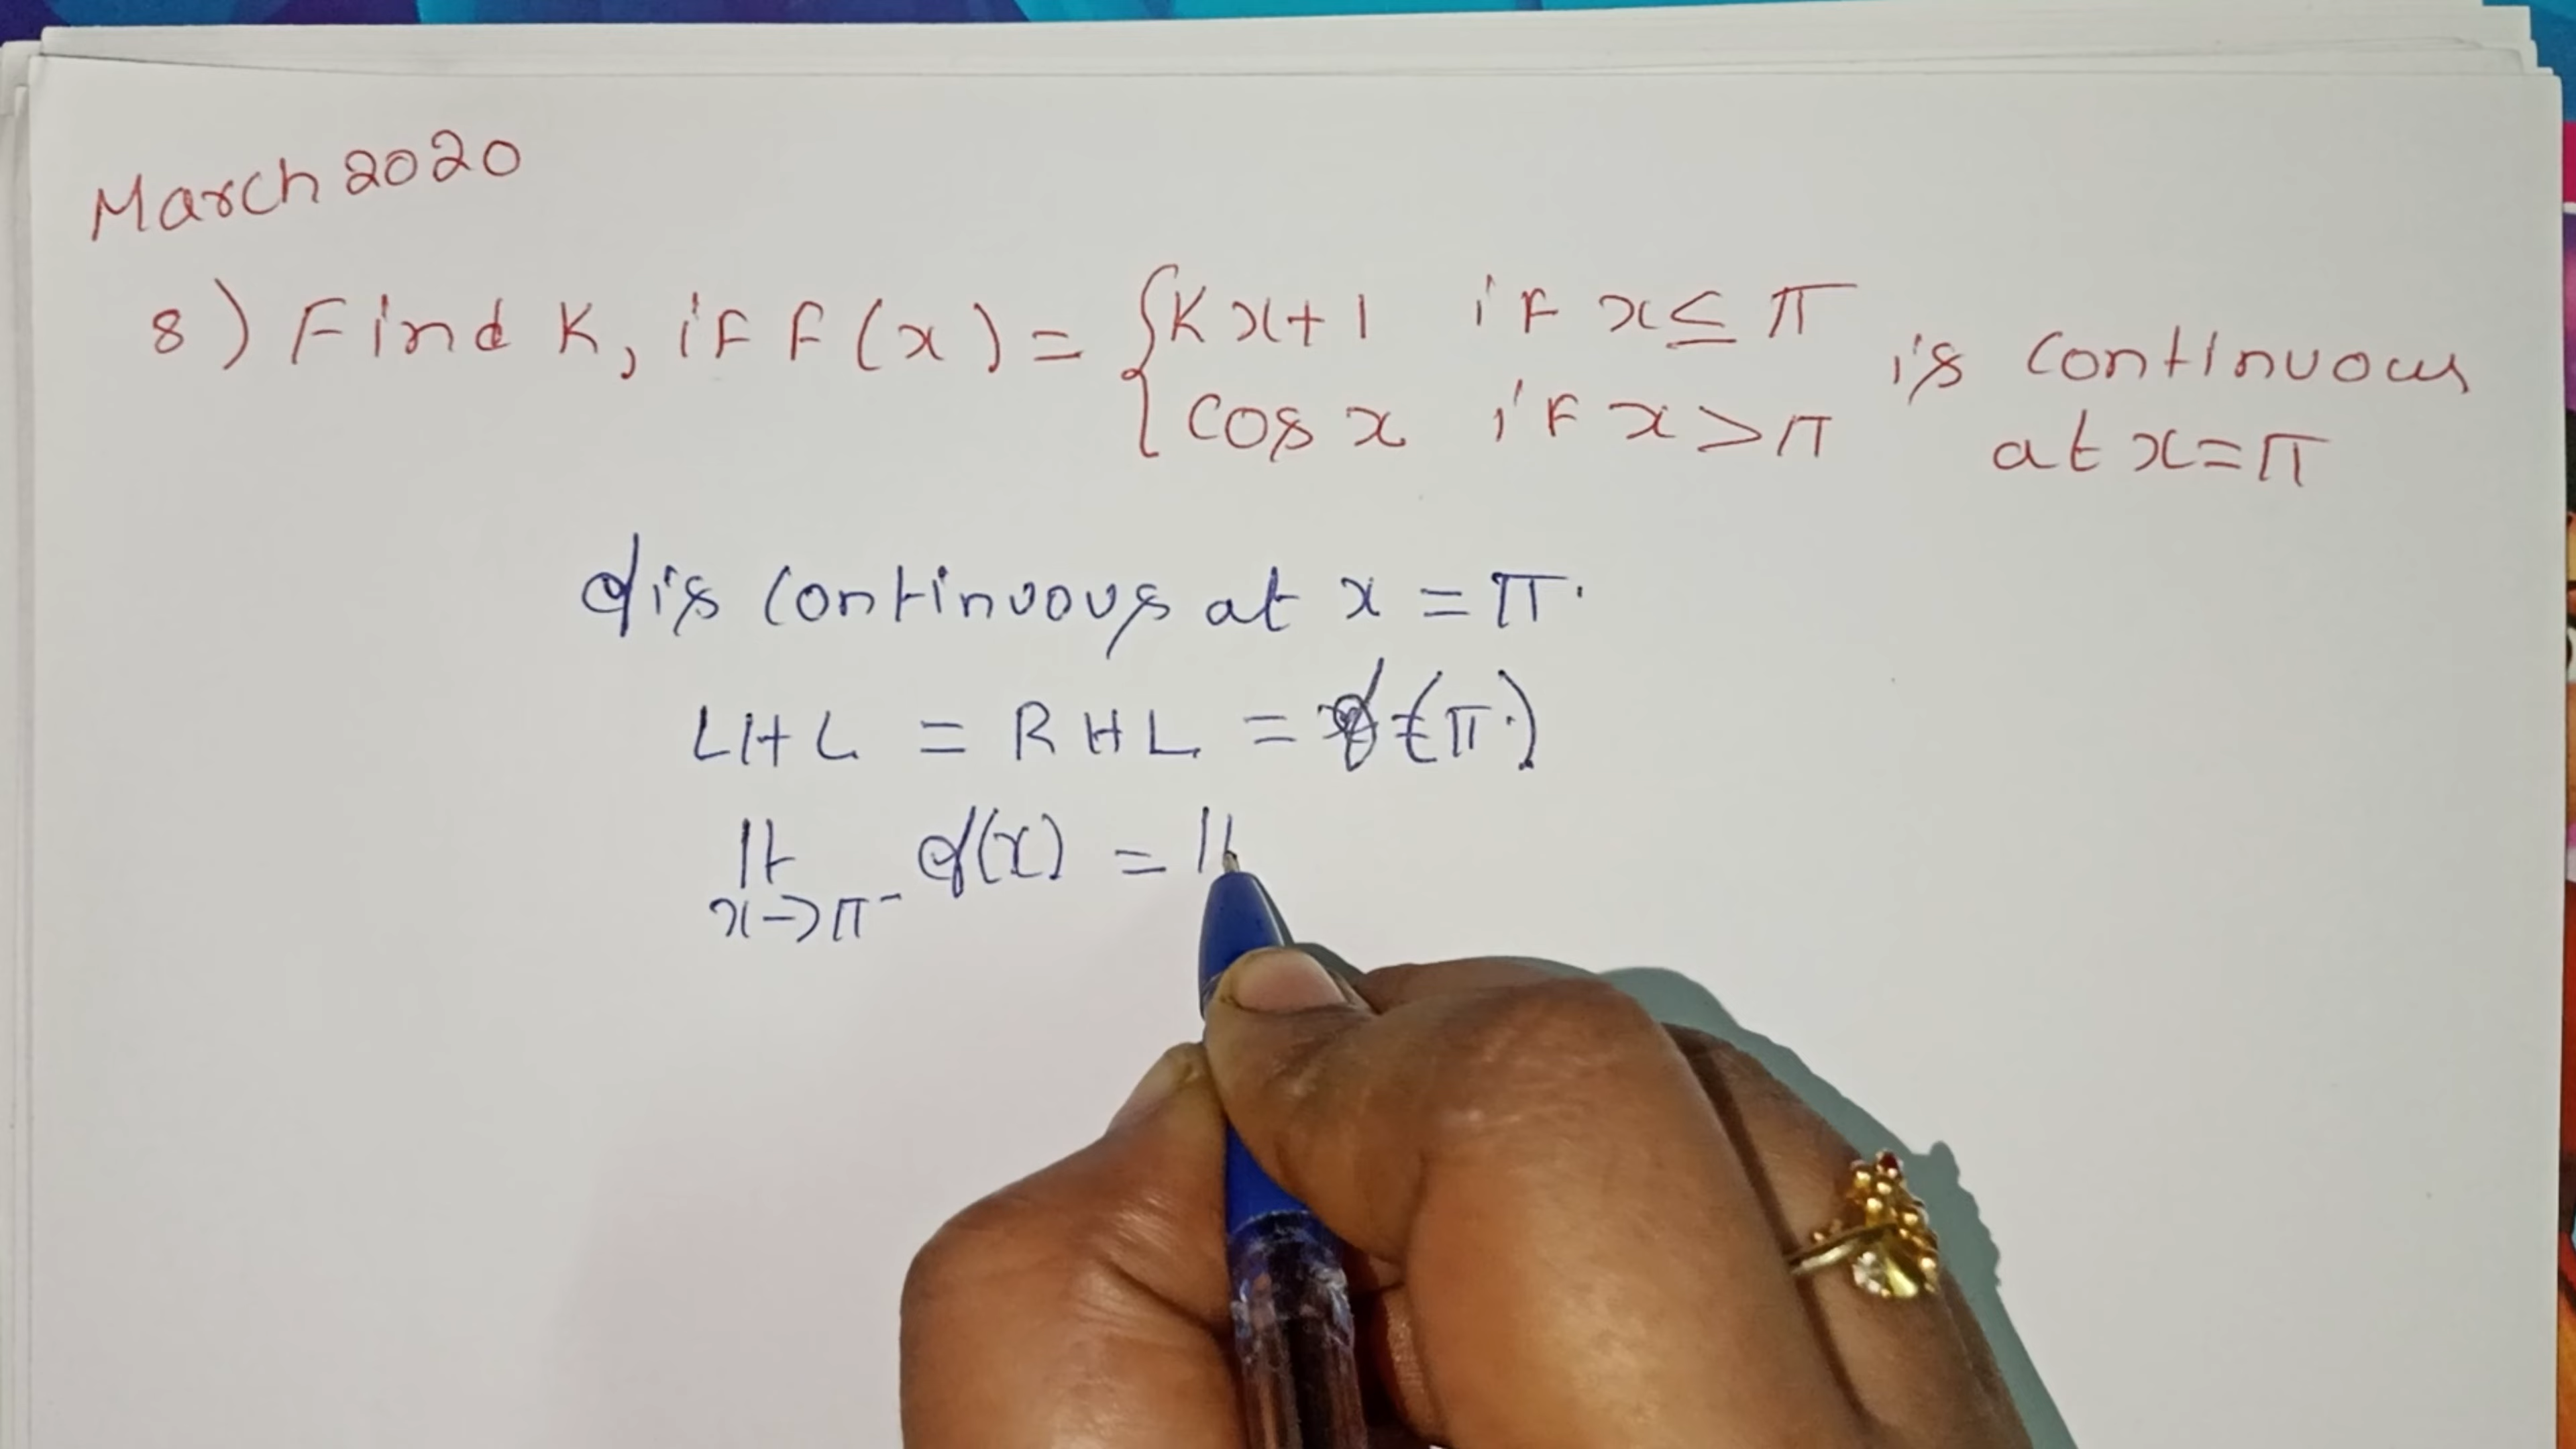 March 2020
8) Find K, if f(x) = { Kx+1 if x ≤ π
cos x if x > π
is continuous
at x = π
f is continuous at x = π.
LHL = RHL = f(π)
lt x→π⁻ f(x) = lt